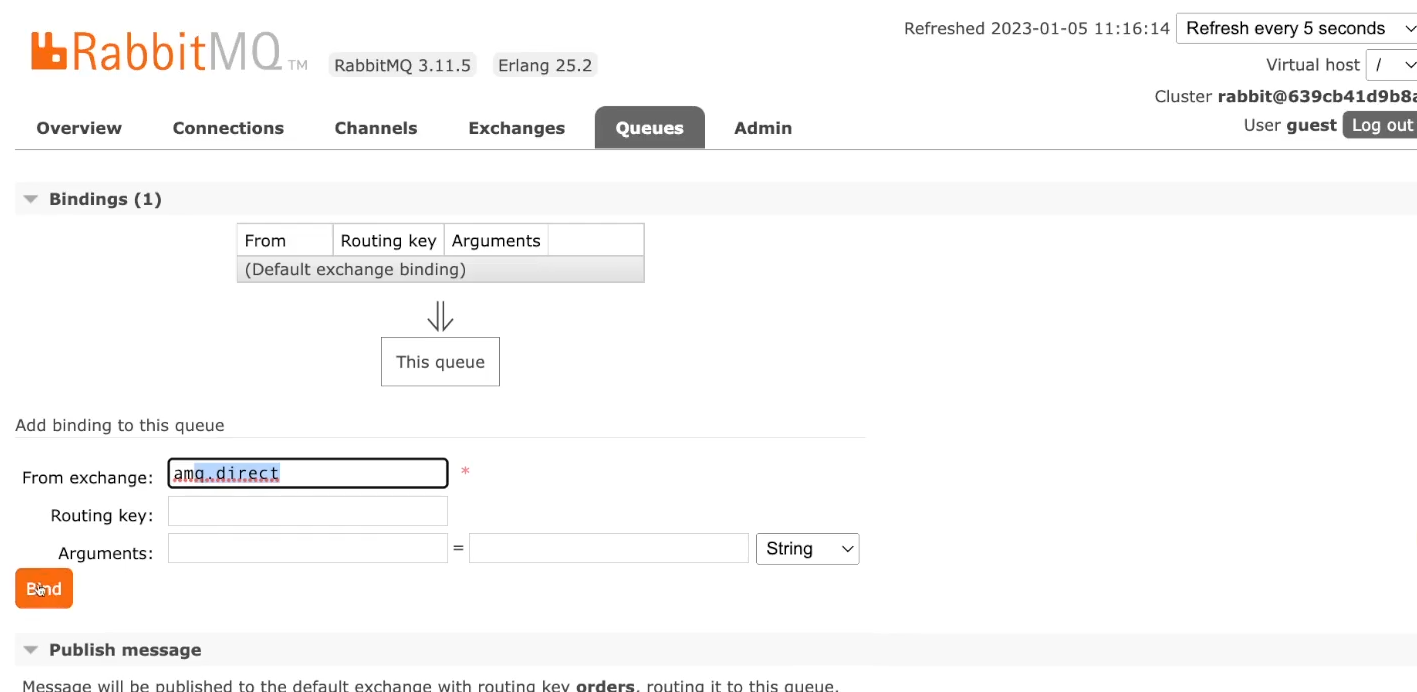 Refreshed 2023-01-05 11:16:14 Refresh every 5 seconds
RabbitMQ TM RabbitMQ 3.11.5 Erlang 25.2
Virtual host /
Cluster rabbit@639cb41d9b8a
Overview Connections Channels Exchanges Queues Admin
User guest Log out
Bindings (1)
From Routing key Arguments
(Default exchange binding)
⇓
This queue
Add binding to this queue
From exchange: amq.direct *
Routing key:
Arguments: = String
Bind
Publish message
Message will be published to the default exchange with routing key orders, routing it to this queue.